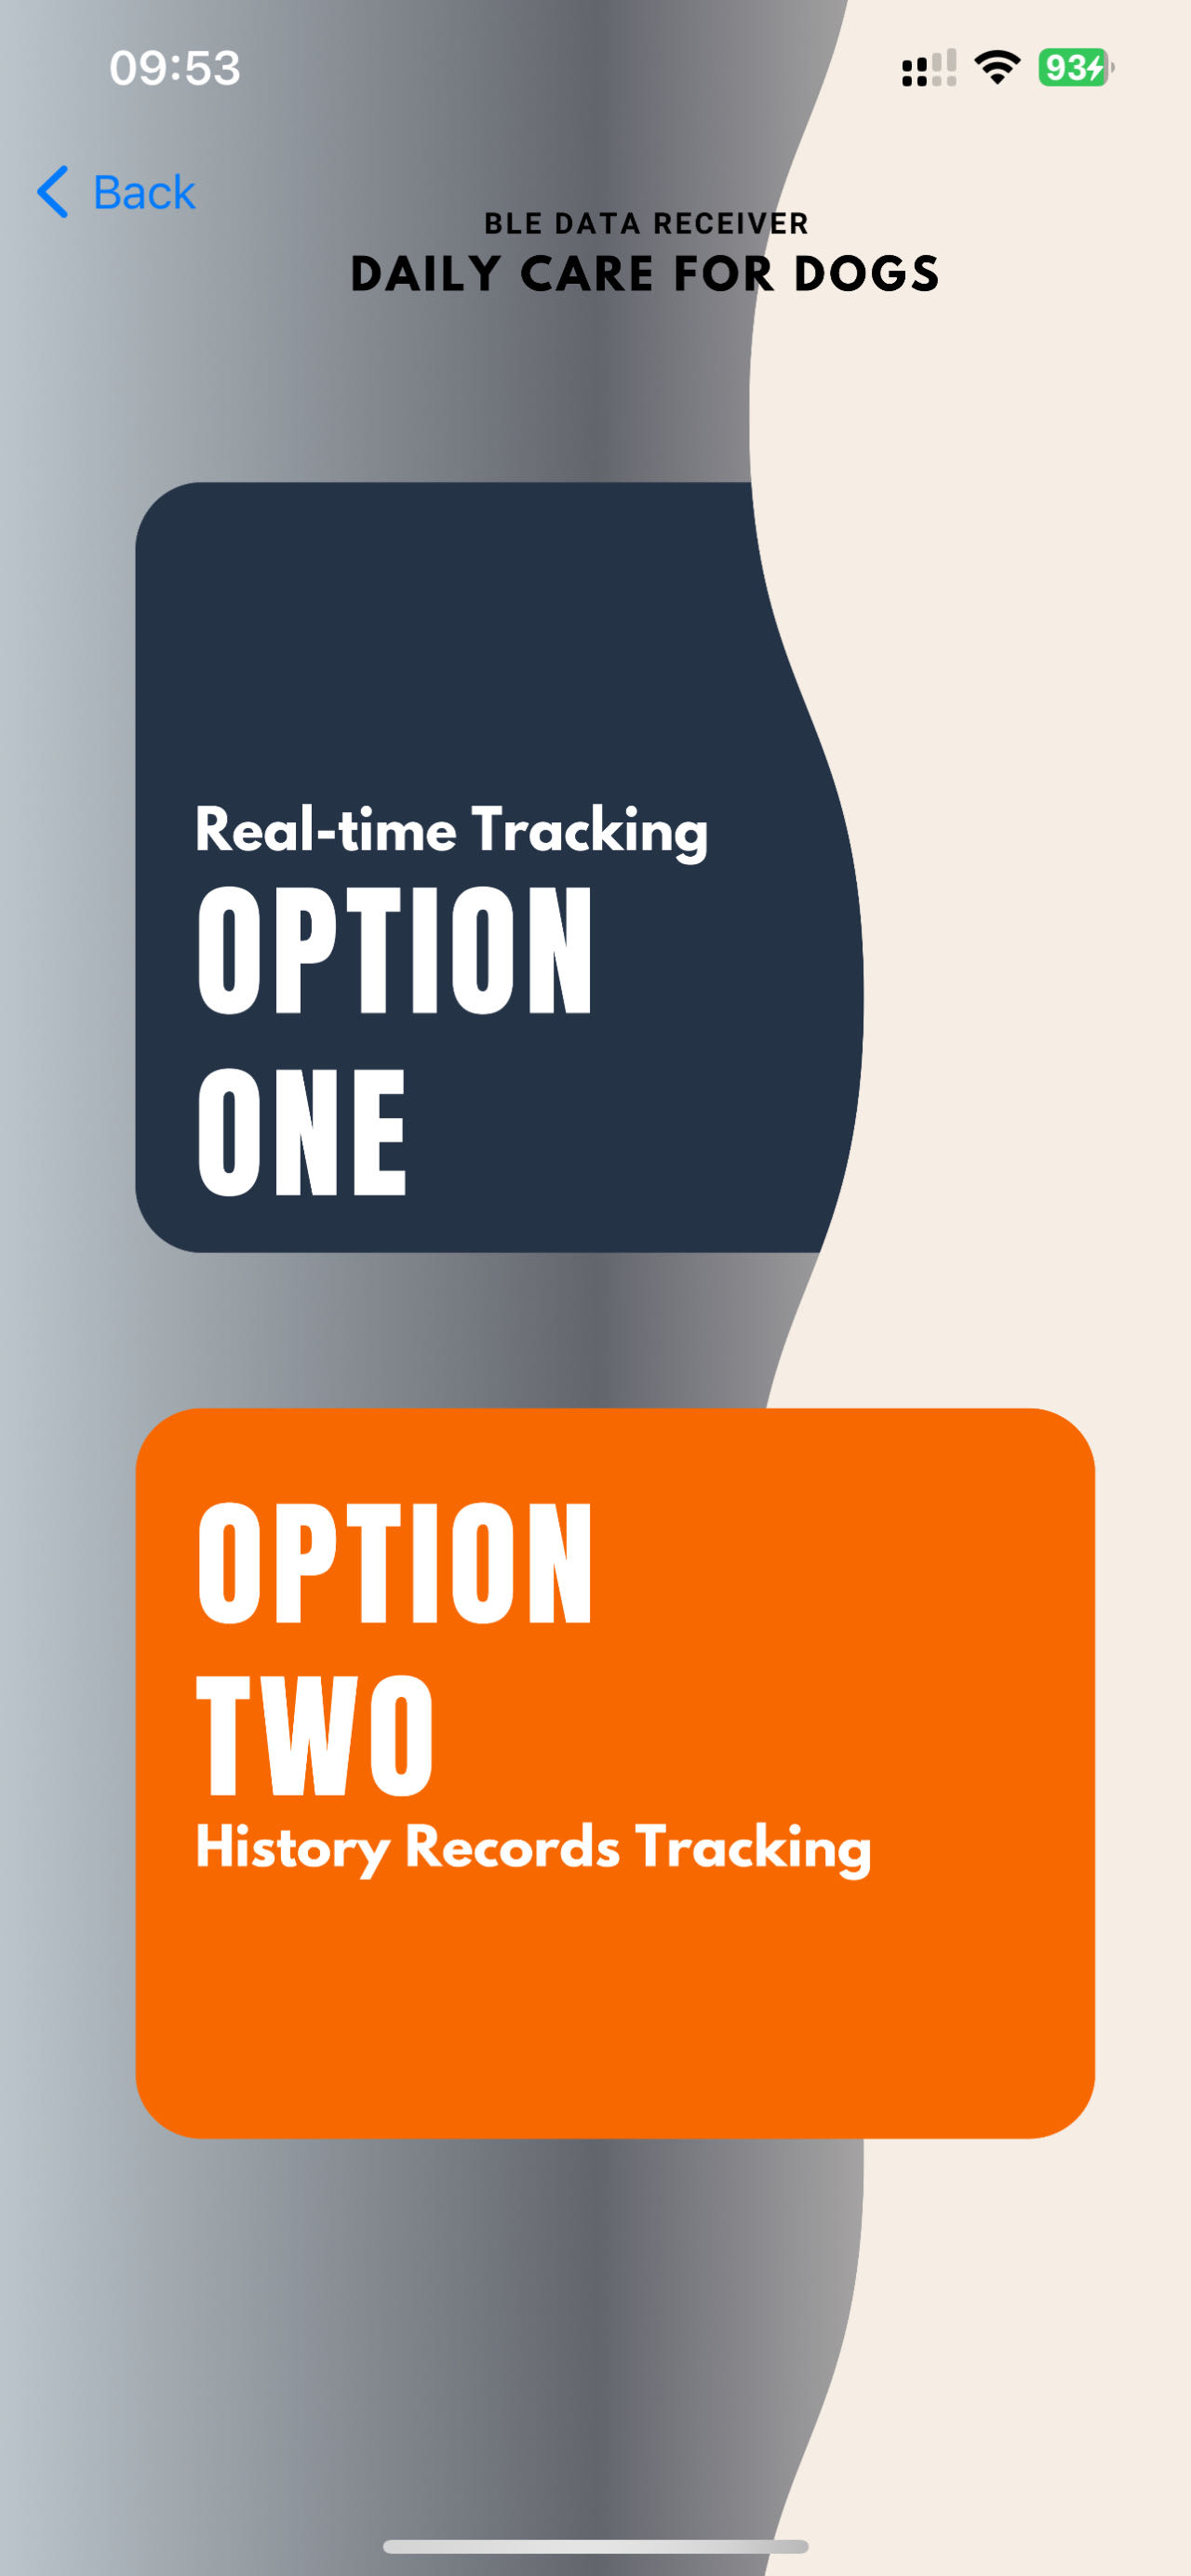 09:53
93
Back
BLE DATA RECEIVER
DAILY CARE FOR DOGS
Real-time Tracking
OPTION
ONE
OPTION
TWO
History Records Tracking